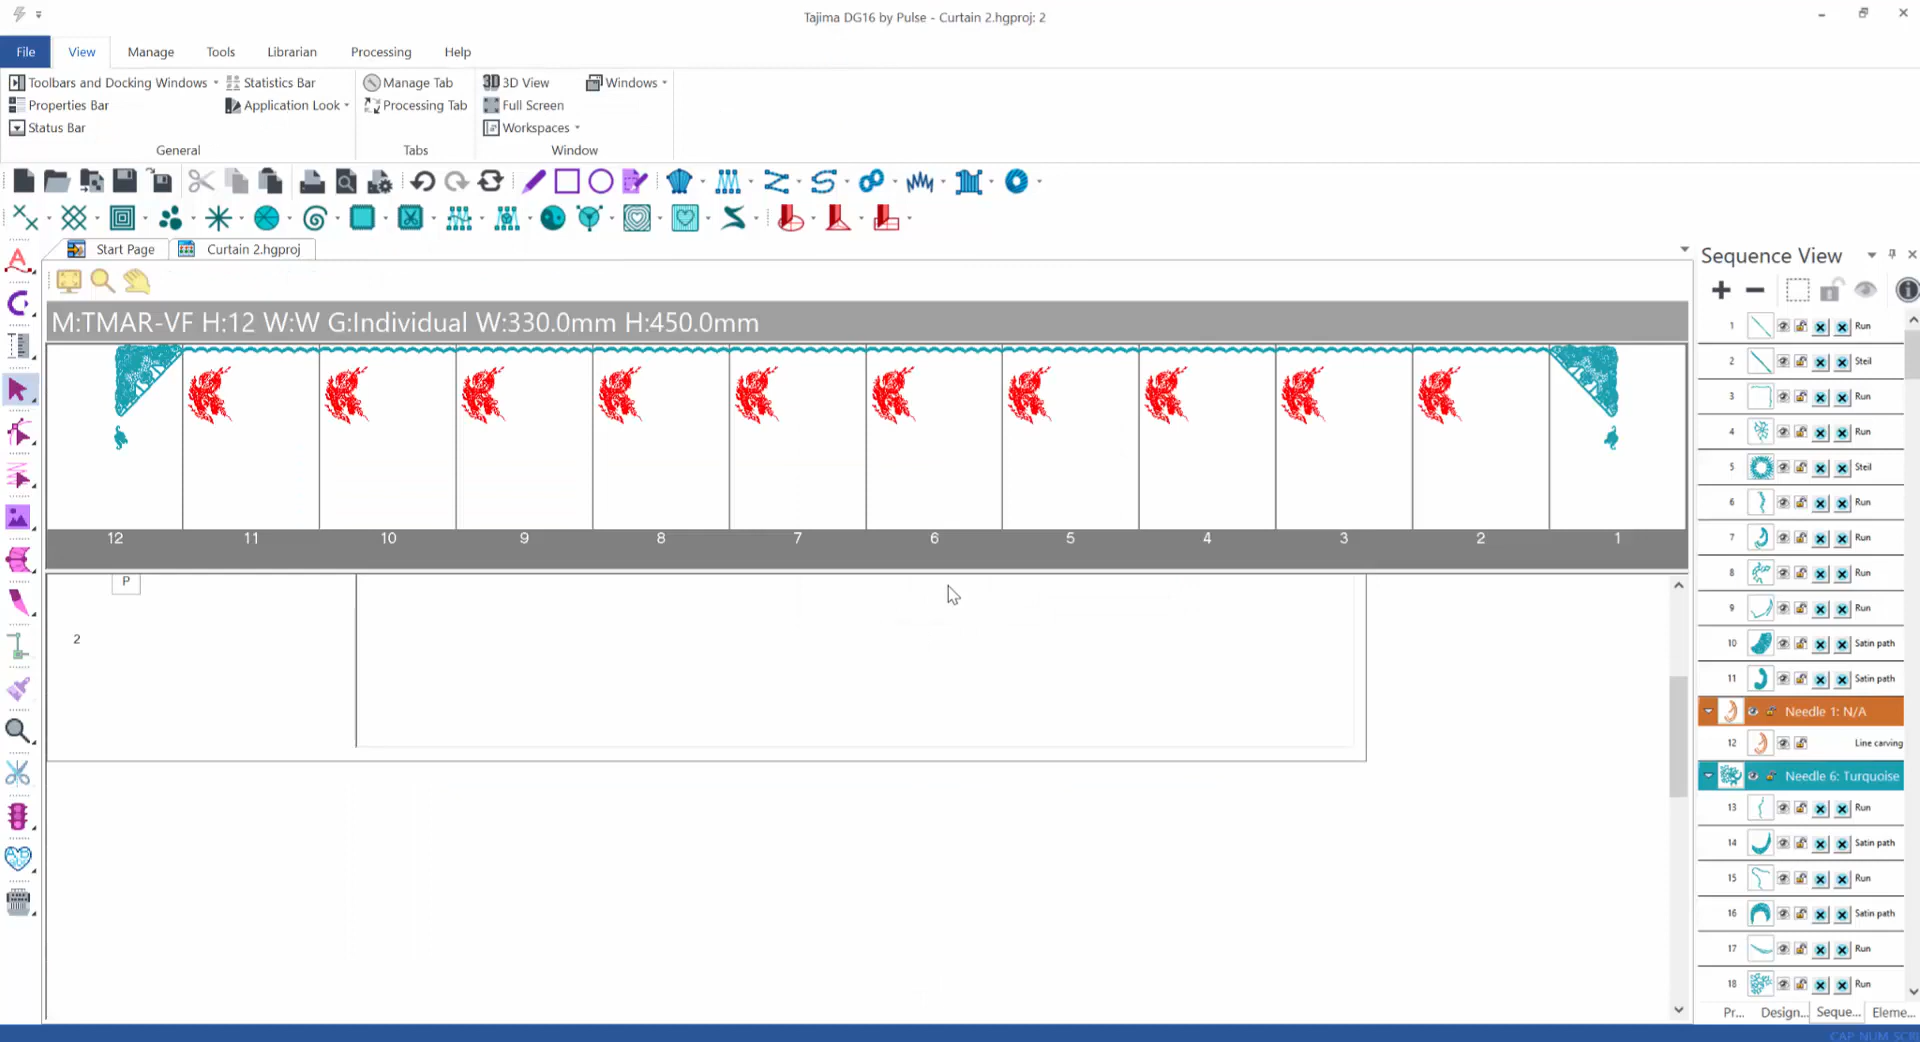 Tajima DG16 by Pulse - Curtain 2.hgproj: 2
File View Manage Tools Librarian Processing Help
Toolbars and Docking Windows Statistics Bar Manage Tab 3D 3D View Windows
Properties Bar Application Look Processing Tab Full Screen
Status Bar Workspaces
General Tabs Window
Start Page Curtain 2.hgproj
Sequence View
M:TMAR-VF H:12 W:W G:Individual W:330.0mm H:450.0mm
12 11 10 9 8 7 6 5 4 3 2 1
P
2
1 Run
2 Steil
3 Run
4 Run
5 Steil
6 Run
7 Run
8 Run
9 Run
10 Satin path
11 Satin path
Needle 1: N/A
12 Line carving
Needle 6: Turquoise
13 Run
14 Satin path
15 Run
16 Satin path
17 Run
18 Run
Pr... Design... Seque... Eleme...
CAP NUM SCR